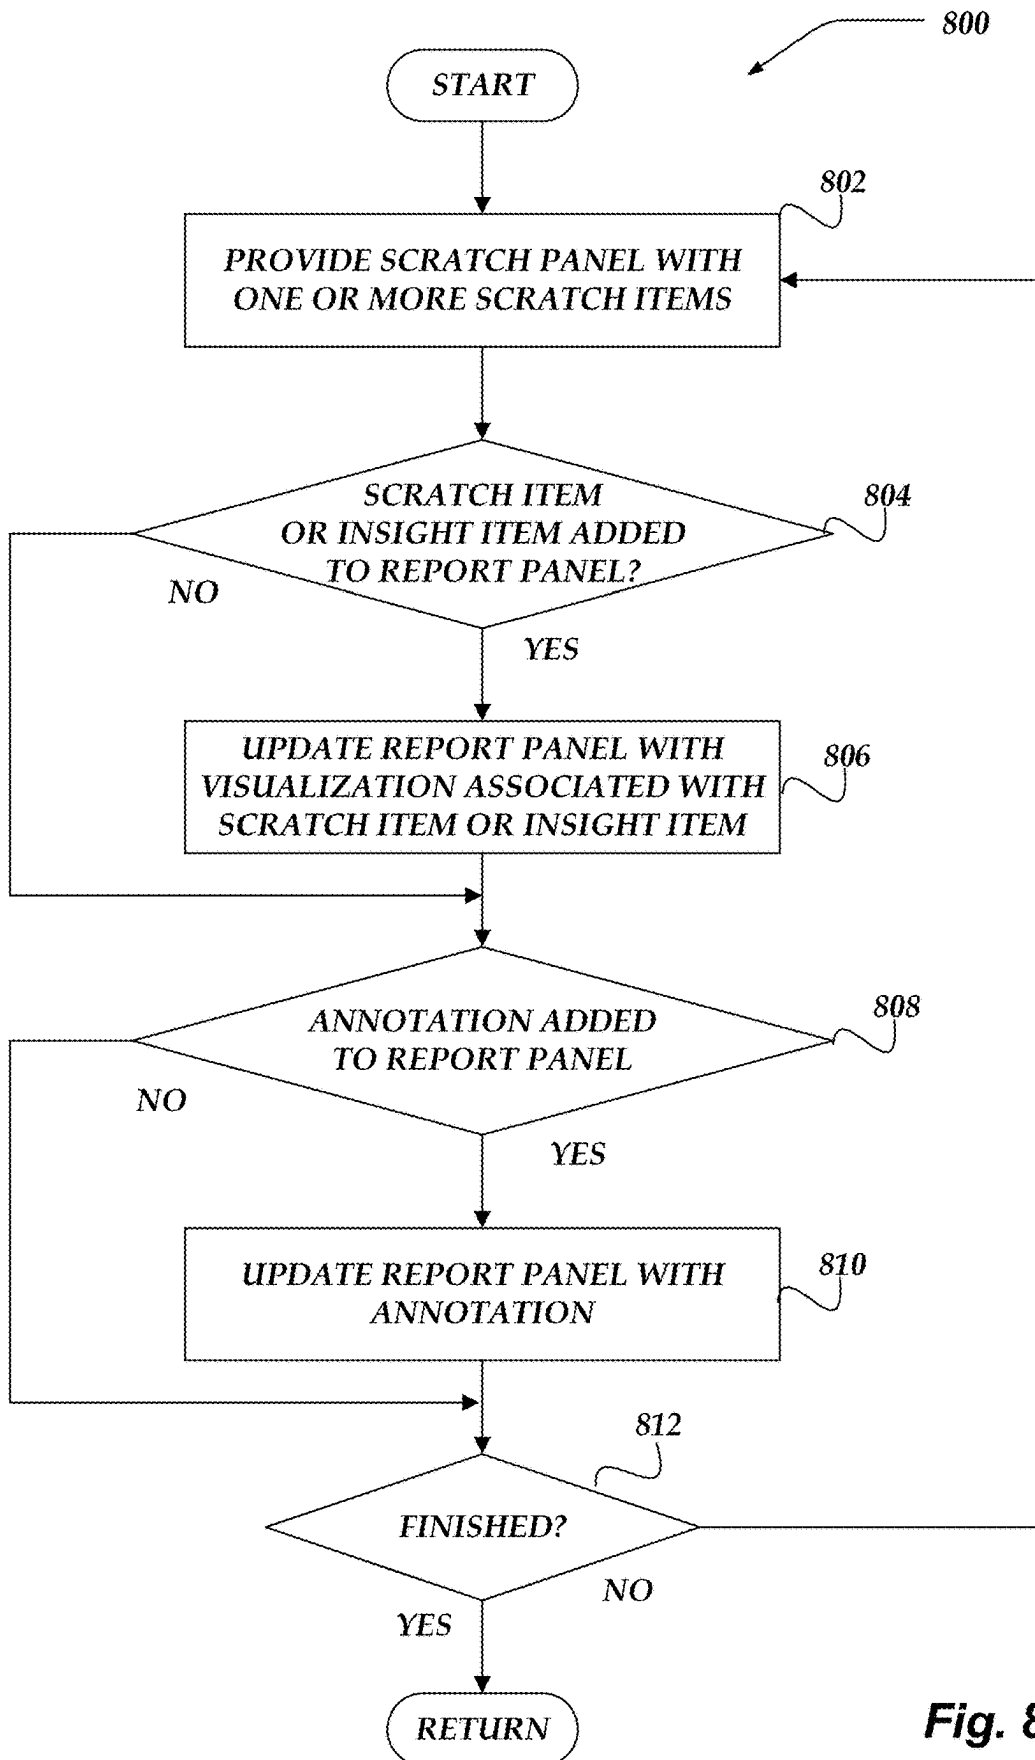 800
START
802
PROVIDE SCRATCH PANEL WITH
ONE OR MORE SCRATCH ITEMS
SCRATCH ITEM
OR INSIGHT ITEM ADDED
TO REPORT PANEL?
804
NO
YES
UPDATE REPORT PANEL WITH
VISUALIZATION ASSOCIATED WITH
SCRATCH ITEM OR INSIGHT ITEM
806
ANNOTATION ADDED
TO REPORT PANEL
808
NO
YES
UPDATE REPORT PANEL WITH
ANNOTATION
810
812
FINISHED?
NO
YES
RETURN
Fig. 8